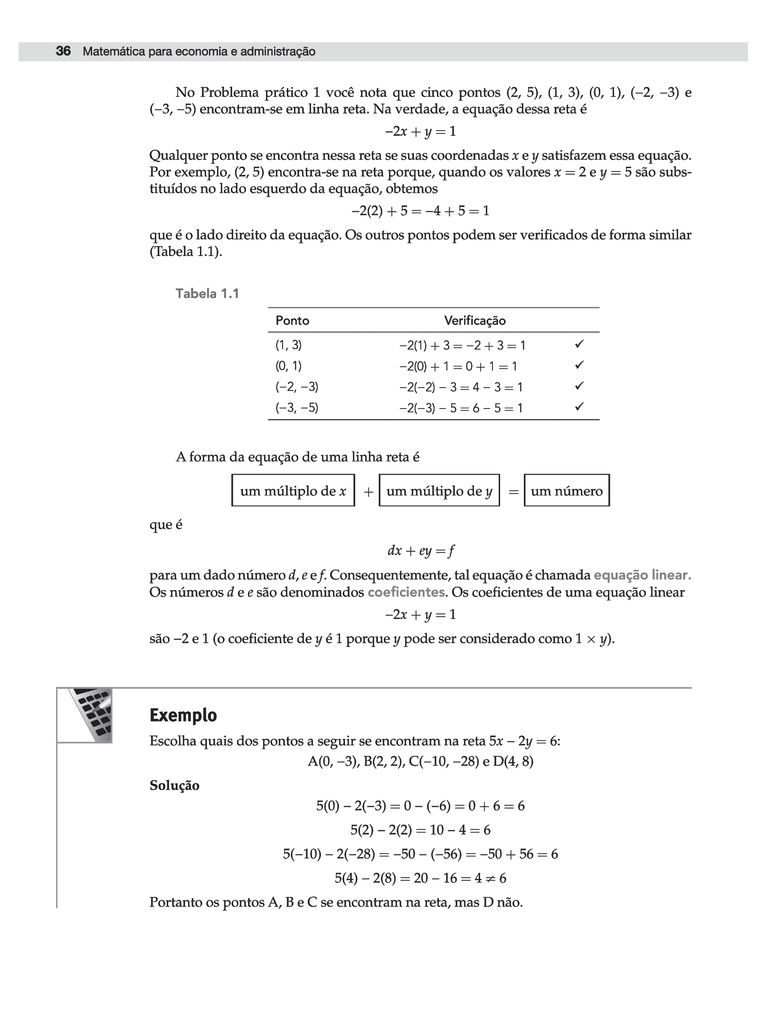 36 Matemática para economia e administração
No Problema prático 1 você nota que cinco pontos (2, 5), (1, 3), (0, 1), (−2, −3) e
(−3, −5) encontram-se em linha reta. Na verdade, a equação dessa reta é
−2x + y = 1
Qualquer ponto se encontra nessa reta se suas coordenadas x e y satisfazem essa equação.
Por exemplo, (2, 5) encontra-se na reta porque, quando os valores x = 2 e y = 5 são subs-
tituídos no lado esquerdo da equação, obtemos
−2(2) + 5 = −4 + 5 = 1
que é o lado direito da equação. Os outros pontos podem ser verificados de forma similar
(Tabela 1.1).
Tabela 1.1
Ponto Verificação
(1, 3) −2(1) + 3 = −2 + 3 = 1 ✓
(0, 1) −2(0) + 1 = 0 + 1 = 1 ✓
(−2, −3) −2(−2) − 3 = 4 − 3 = 1 ✓
(−3, −5) −2(−3) − 5 = 6 − 5 = 1 ✓
A forma da equação de uma linha reta é
um múltiplo de x + um múltiplo de y = um número
que é
dx + ey = f
para um dado número d, e e f. Consequentemente, tal equação é chamada equação linear.
Os números d e e são denominados coeficientes. Os coeficientes de uma equação linear
−2x + y = 1
são −2 e 1 (o coeficiente de y é 1 porque y pode ser considerado como 1 × y).
Exemplo
Escolha quais dos pontos a seguir se encontram na reta 5x − 2y = 6:
A(0, −3), B(2, 2), C(−10, −28) e D(4, 8)
Solução
5(0) − 2(−3) = 0 − (−6) = 0 + 6 = 6
5(2) − 2(2) = 10 − 4 = 6
5(−10) − 2(−28) = −50 − (−56) = −50 + 56 = 6
5(4) − 2(8) = 20 − 16 = 4 ≠ 6
Portanto os pontos A, B e C se encontram na reta, mas D não.